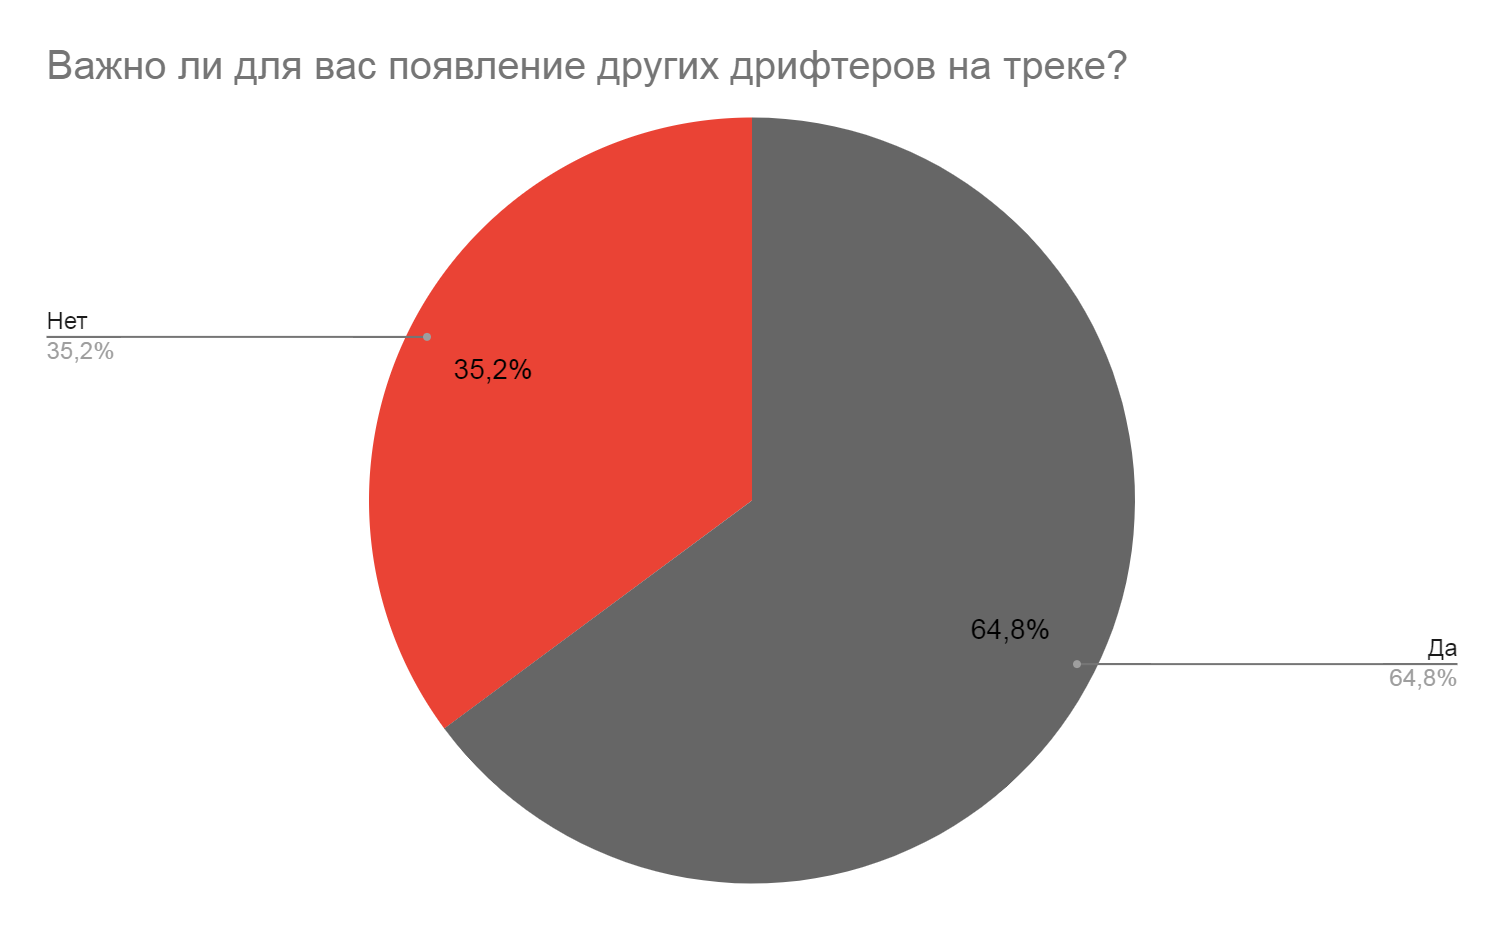 Важно ли для вас появление других дрифтеров на треке?
Нет
35,2%
35,2%
64,8%
Да
64,8%